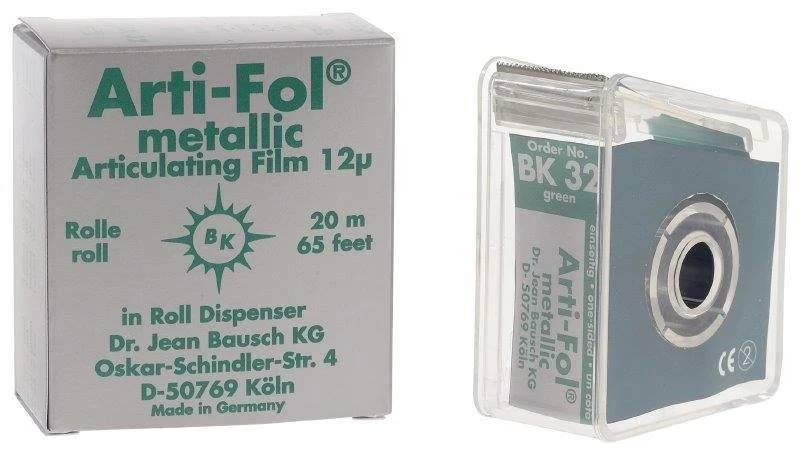 Arti-Fol®
metallic
Articulating Film 12µ
Rolle
roll
BK
20 m
65 feet
in Roll Dispenser
Dr. Jean Bausch KG
Oskar-Schindler-Str. 4
D-50769 Köln
Made in Germany
Order No.
BK 32
green
Arti-Fol®
metallic
Dr. Jean Bausch KG
D- 50769 Köln
einseitig • one-sided • un côté
CE